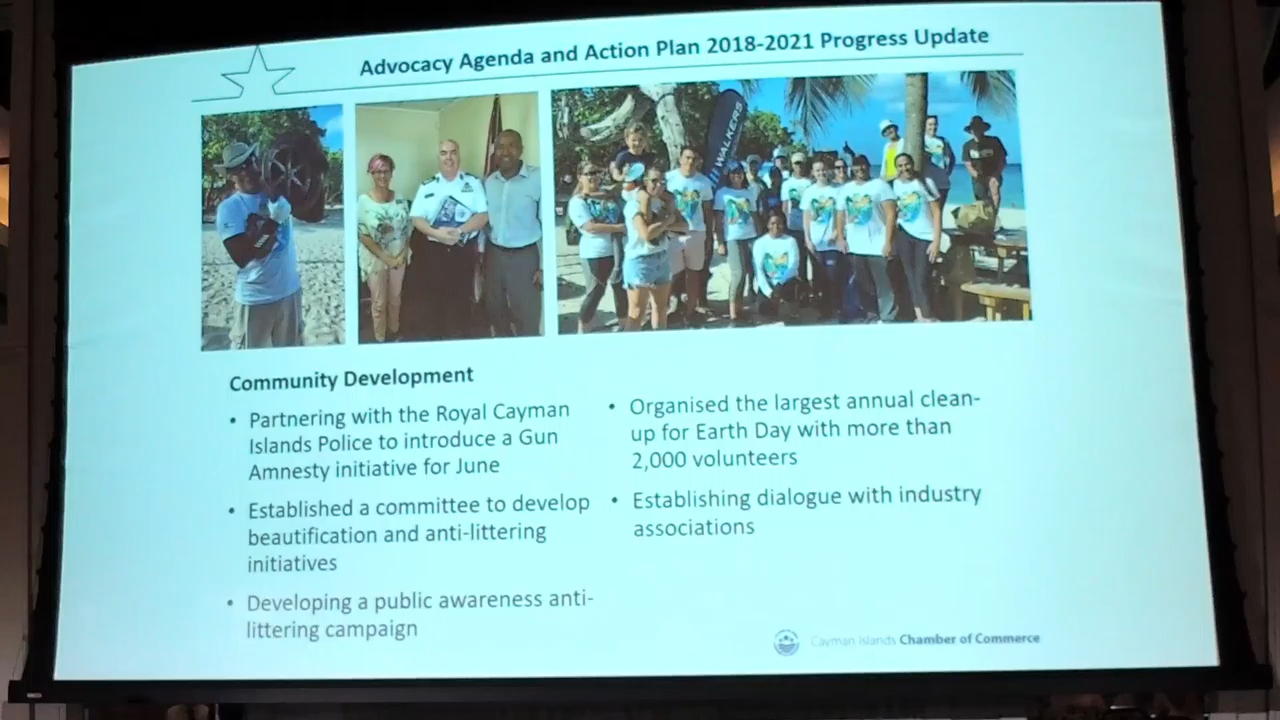 Advocacy Agenda and Action Plan 2018-2021 Progress Update
WALKERS
Community Development
• Partnering with the Royal Cayman
Islands Police to introduce a Gun
Amnesty initiative for June
• Established a committee to develop
beautification and anti-littering
initiatives
• Developing a public awareness anti-
littering campaign
• Organised the largest annual clean-
up for Earth Day with more than
2,000 volunteers
• Establishing dialogue with industry
associations
Cayman Islands Chamber of Commerce